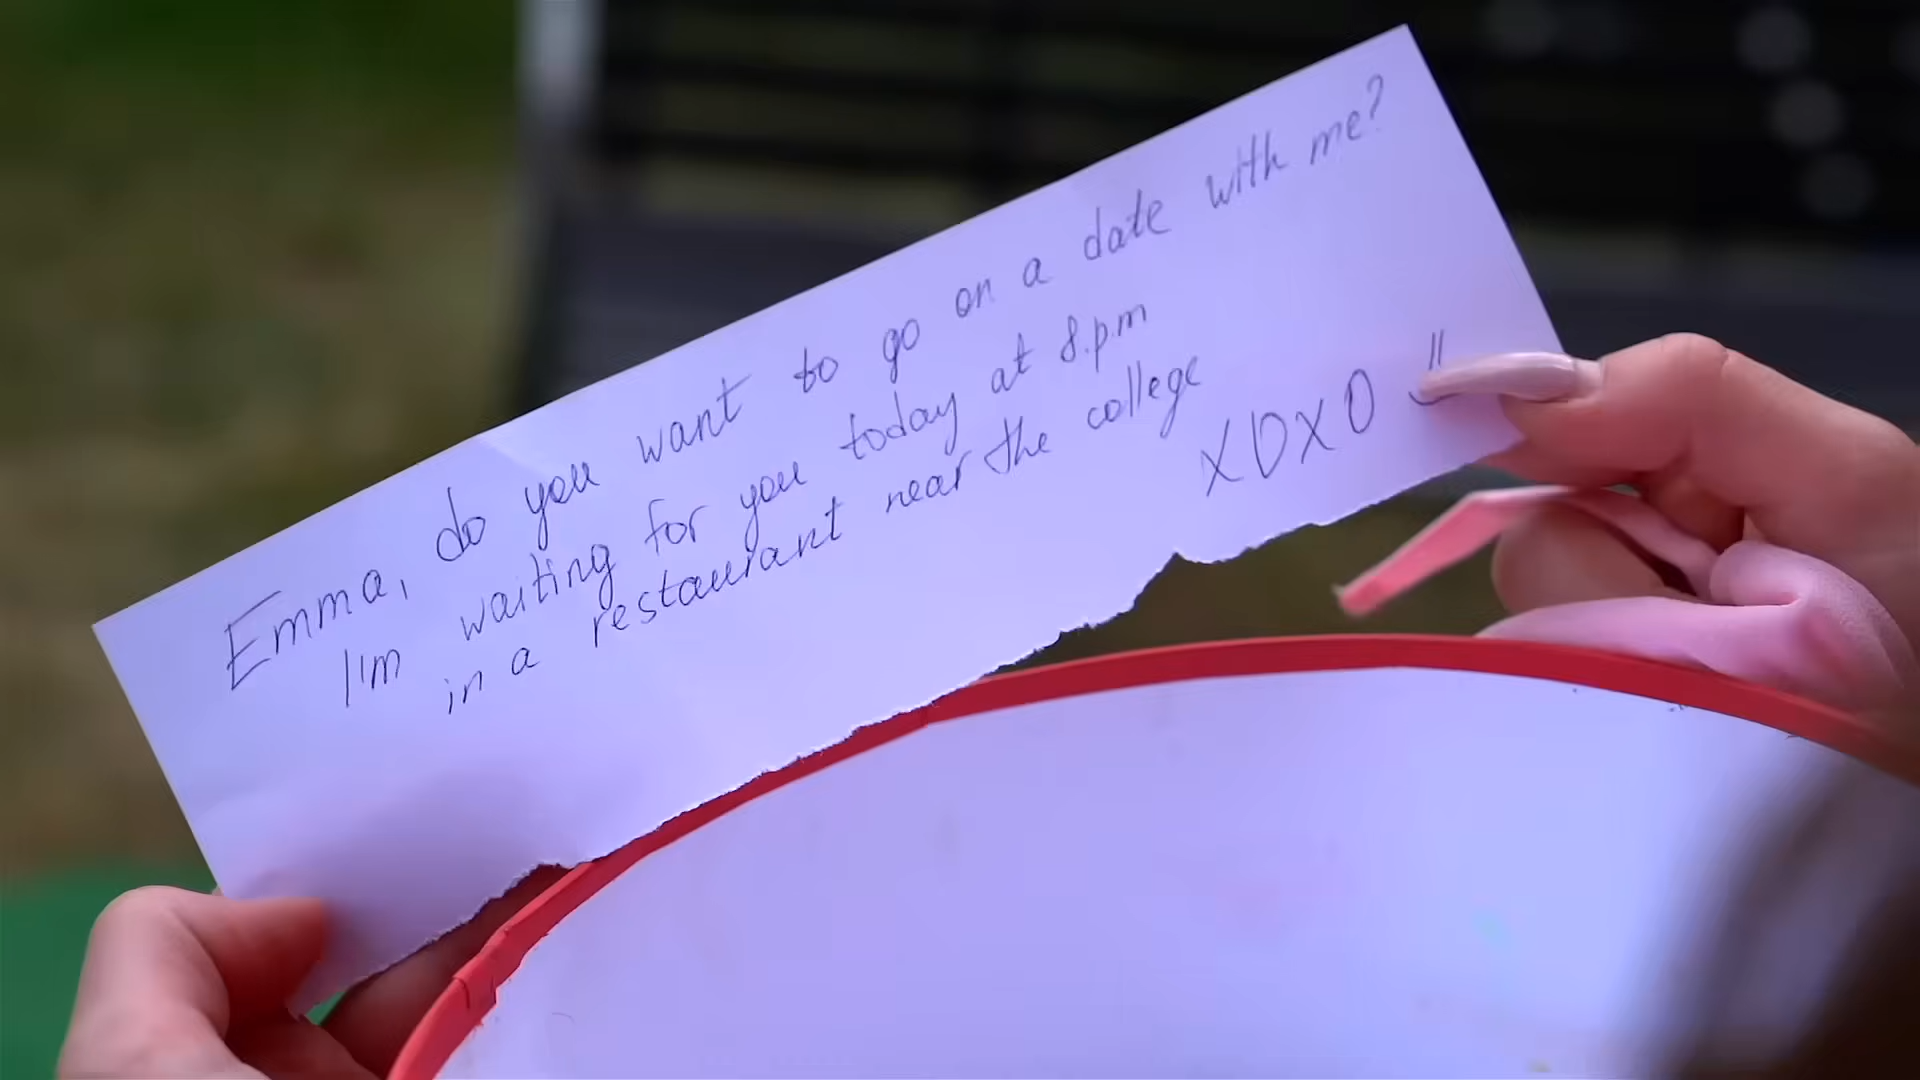 Emma, do you want to go on a date with me?
I'm waiting for you today at 8.p.m
in a restaurant near the college
XOXO